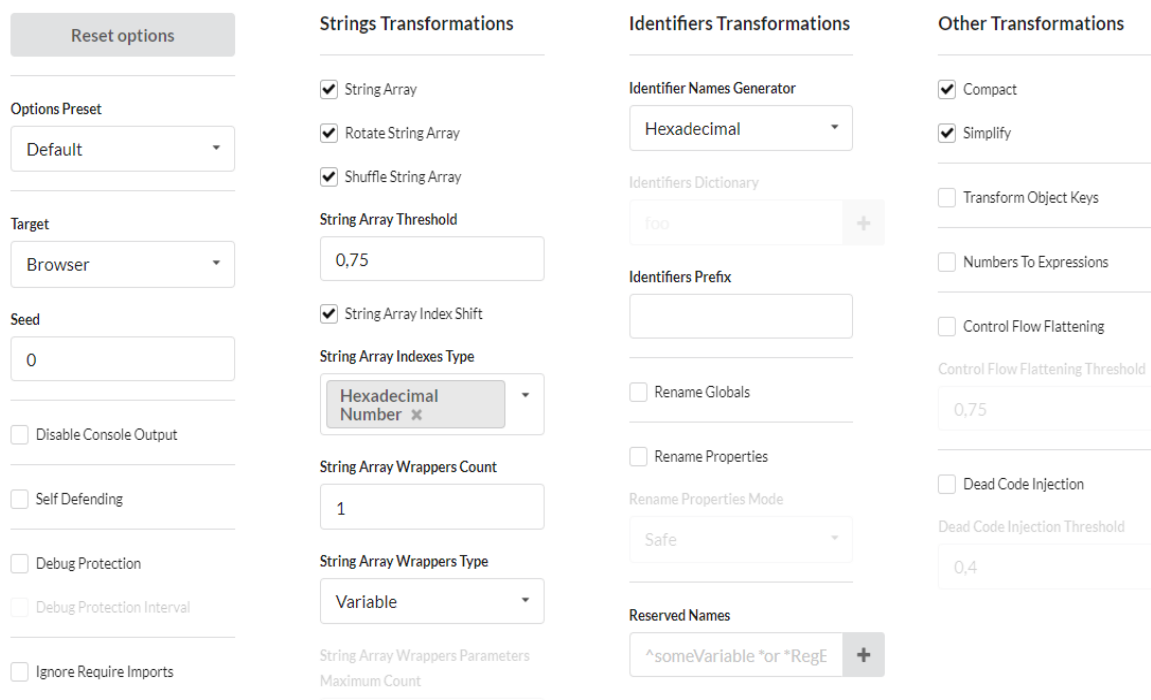 Reset options
Options Preset
Default
Target
Browser
Seed
0
Disable Console Output
Self Defending
Debug Protection
Debug Protection Interval
Ignore Require Imports
Strings Transformations
String Array
Rotate String Array
Shuffle String Array
String Array Threshold
0,75
String Array Index Shift
String Array Indexes Type
Hexadecimal
Number
String Array Wrappers Count
1
String Array Wrappers Type
Variable
String Array Wrappers Parameters
Maximum Count
Identifiers Transformations
Identifier Names Generator
Hexadecimal
Identifiers Dictionary
foo
Identifiers Prefix
Rename Globals
Rename Properties
Rename Properties Mode
Safe
Reserved Names
^someVariable *or *RegE
Other Transformations
Compact
Simplify
Transform Object Keys
Numbers To Expressions
Control Flow Flattening
Control Flow Flattening Threshold
0,75
Dead Code Injection
Dead Code Injection Threshold
0,4